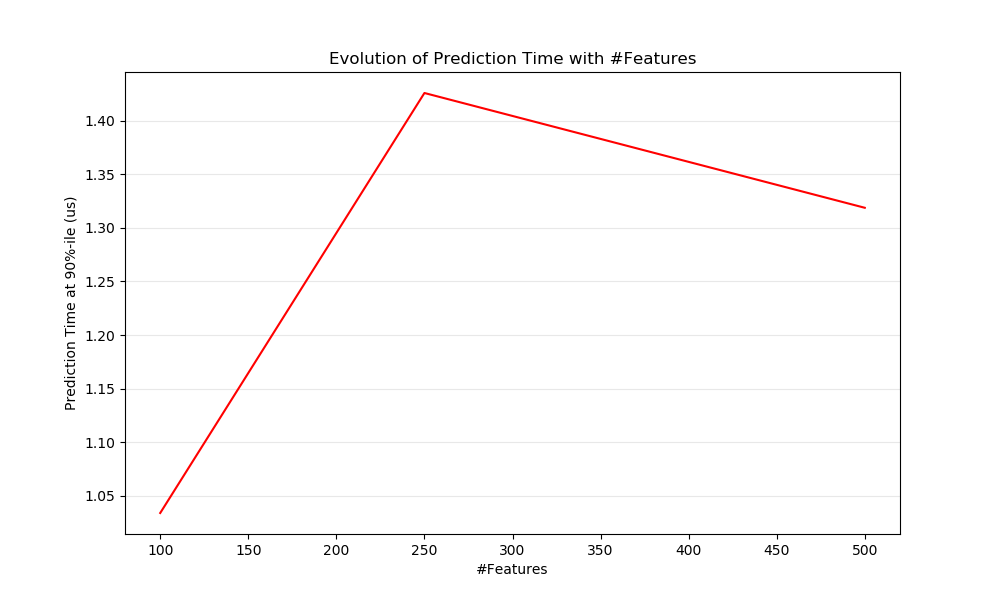 Evolution of Prediction Time with #Features
Prediction Time at 90%-ile (us)
1.40
1.35
1.30
1.25
1.20
1.15
1.10
1.05
100 150 200 250 300 350 400 450 500
#Features